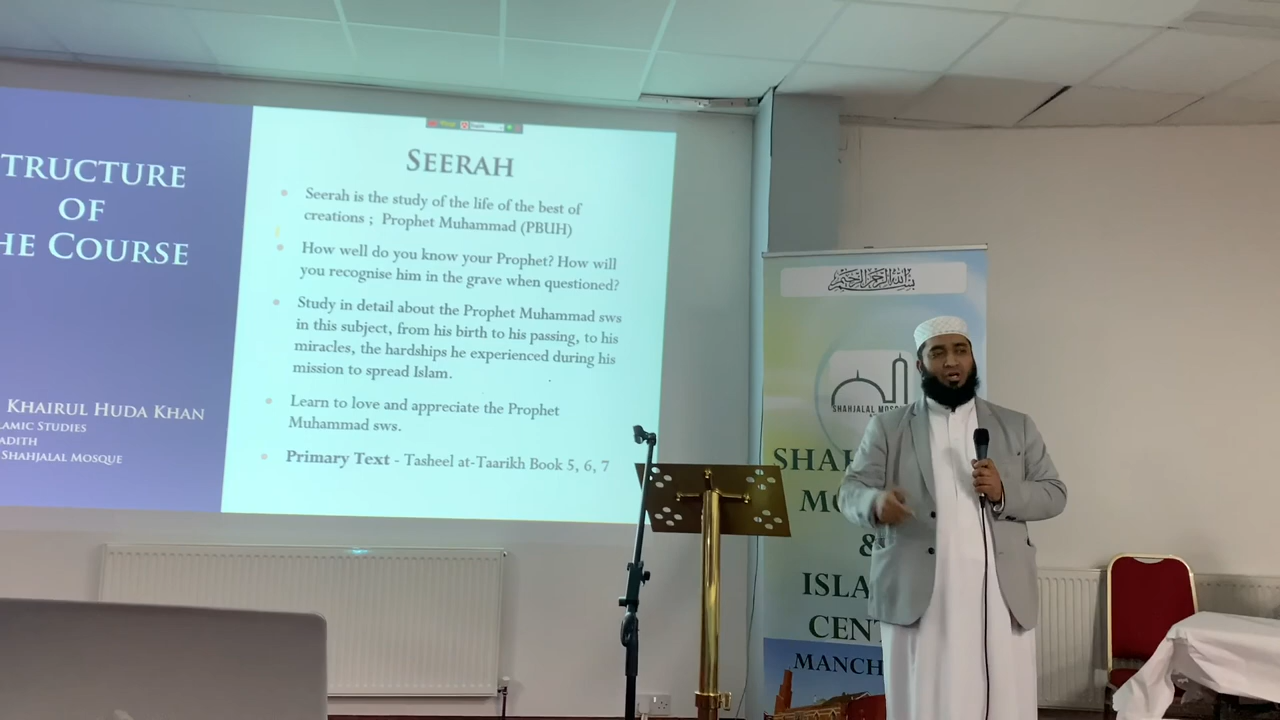 TRUCTURE
OF
HE COURSE
KHAIRUL HUDA KHAN
LAMIC STUDIES
ADITH
SHAHJALAL MOSQUE
SEERAH
Seerah is the study of the life of the best of
creations ; Prophet Muhammad (PBUH)
How well do you know your Prophet? How will
you recognise him in the grave when questioned?
Study in detail about the Prophet Muhammad sws
in this subject, from his birth to his passing, to his
miracles, the hardships he experienced during his
mission to spread Islam.
Learn to love and appreciate the Prophet
Muhammad sws.
Primary Text - Tasheel at-Taarikh Book 5, 6, 7
بسم الله الرحمن الرحيم
SHAHJALAL MOS
SHAH
MO
&
ISLA
CENT
MANCH